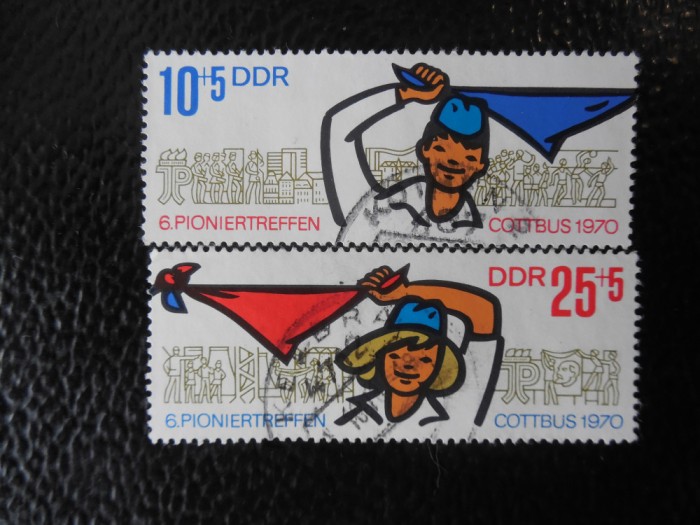 10+5 DDR
6.PIONIERTREFFEN COTTBUS 1970
DDR 25+5
6.PIONIERTREFFEN COTTBUS 1970